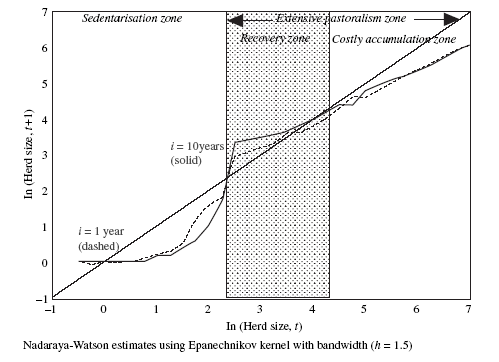 7
Sedentarisation zone
Extensive pastoralism zone
Recovery zone
Costly accumulation zone
6
5
4
3
2
1
0
–1
ln (Herd size, t+1)
i = 10years
(solid)
i = 1 year
(dashed)
–1 0 1 2 3 4 5 6 7
ln (Herd size, t)
Nadaraya-Watson estimates using Epanechnikov kernel with bandwidth (h = 1.5)